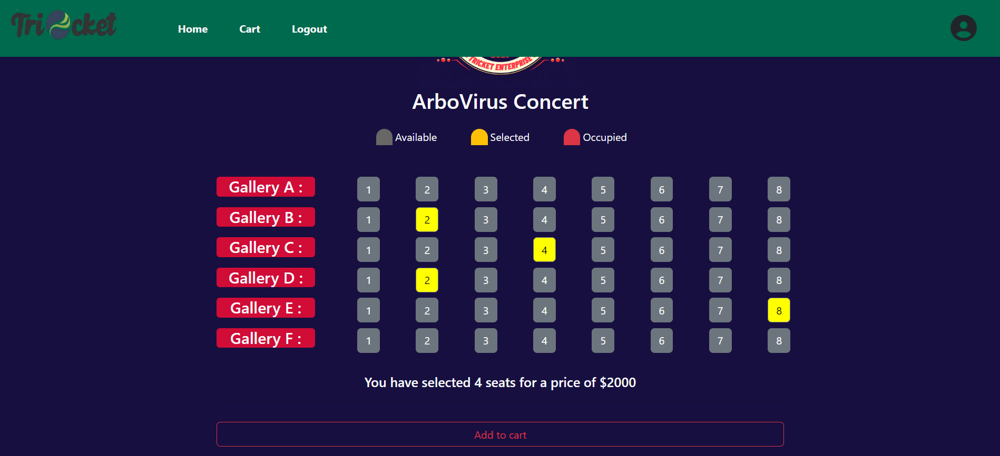 Tricket
Home Cart Logout
TRICKET ENTERPRISE
ArboVirus Concert
Available Selected Occupied
Gallery A : 1 2 3 4 5 6 7 8
Gallery B : 1 2 3 4 5 6 7 8
Gallery C : 1 2 3 4 5 6 7 8
Gallery D : 1 2 3 4 5 6 7 8
Gallery E : 1 2 3 4 5 6 7 8
Gallery F : 1 2 3 4 5 6 7 8
You have selected 4 seats for a price of $2000
Add to cart